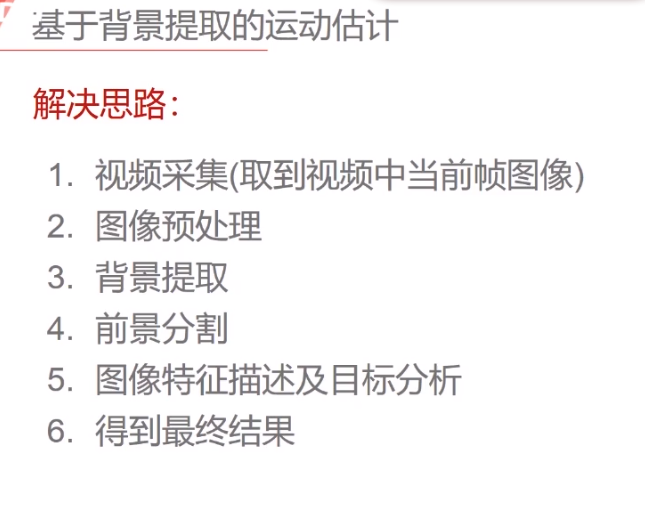 基于背景提取的运动估计
解决思路：
1. 视频采集(取到视频中当前帧图像)
2. 图像预处理
3. 背景提取
4. 前景分割
5. 图像特征描述及目标分析
6. 得到最终结果